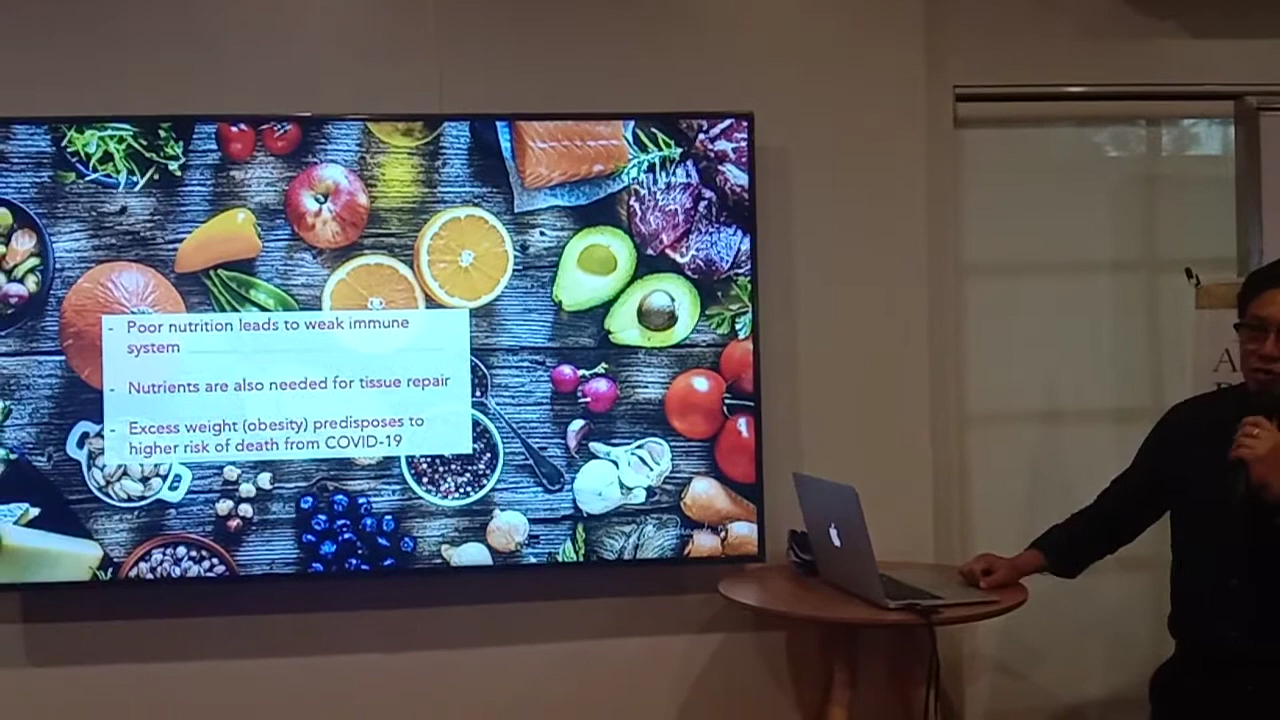 - Poor nutrition leads to weak immune
system
- Nutrients are also needed for tissue repair
- Excess weight (obesity) predisposes to
higher risk of death from COVID-19
A